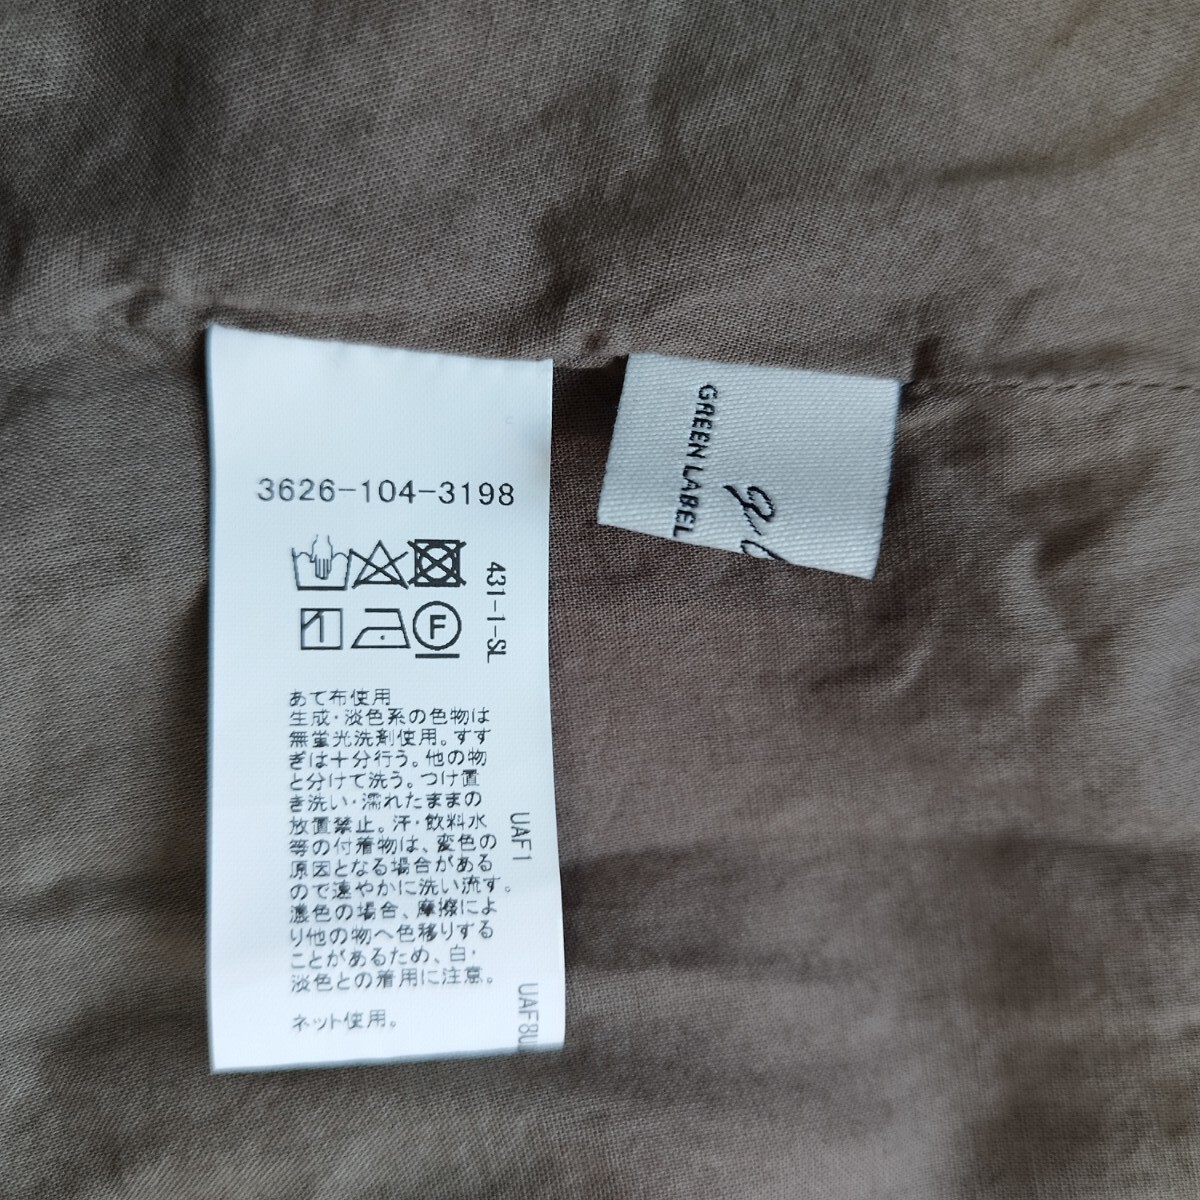 3626-104-3198
431-1-SL
F
あて布使用
生成・淡色系の色物は
無蛍光洗剤使用。すす
ぎは十分行う。他の物
と分けて洗う。つけ置
き洗い・濡れたままの
放置禁止。汗・飲料水
等の付着物は、変色の
原因となる場合がある
ので速やかに洗い流す。
濃色の場合、摩擦によ
り他の物へ色移りする
ことがあるため、白・
淡色との着用に注意。
ネット使用。
UAF1
UAF8U
GREEN LABEL